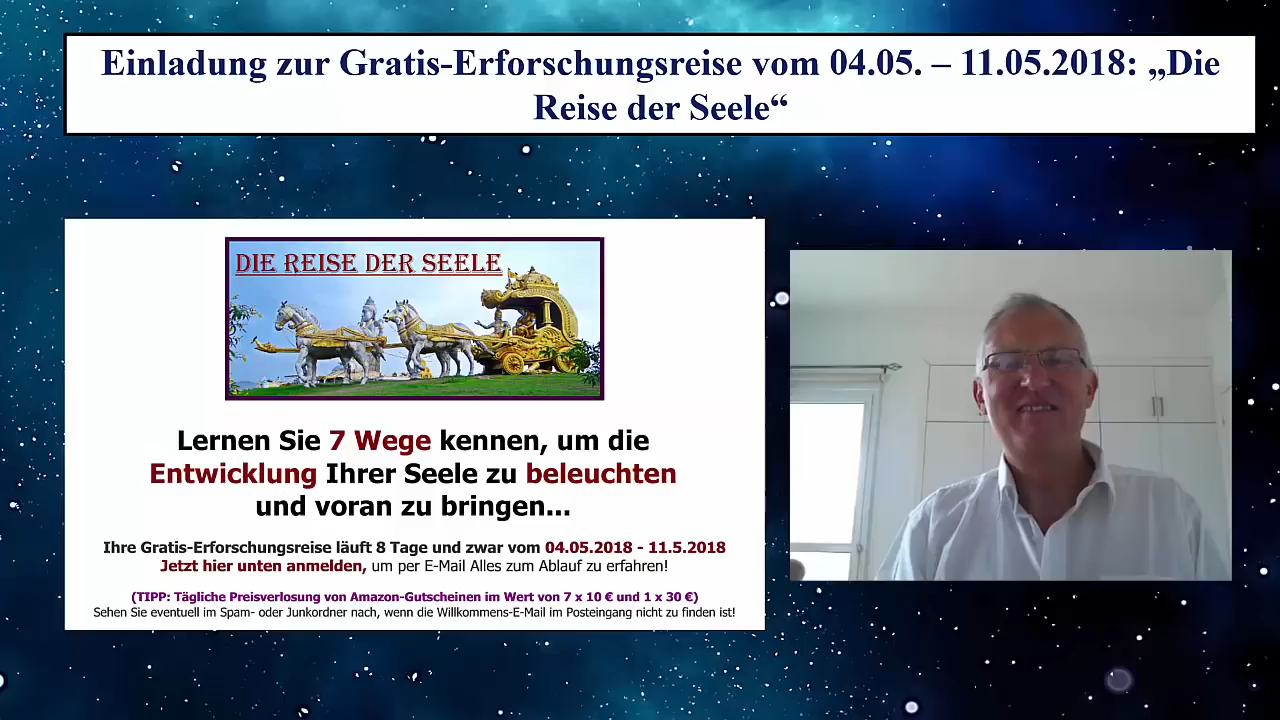 Einladung zur Gratis-Erforschungsreise vom 04.05. – 11.05.2018: „Die
Reise der Seele“
DIE REISE DER SEELE
Lernen Sie 7 Wege kennen, um die
Entwicklung Ihrer Seele zu beleuchten
und voran zu bringen...
Ihre Gratis-Erforschungsreise läuft 8 Tage und zwar vom 04.05.2018 - 11.5.2018
Jetzt hier unten anmelden, um per E-Mail Alles zum Ablauf zu erfahren!
(TIPP: Tägliche Preisverlosung von Amazon-Gutscheinen im Wert von 7 x 10 € und 1 x 30 €)
Sehen Sie eventuell im Spam- oder Junkordner nach, wenn die Willkommens-E-Mail im Posteingang nicht zu finden ist!